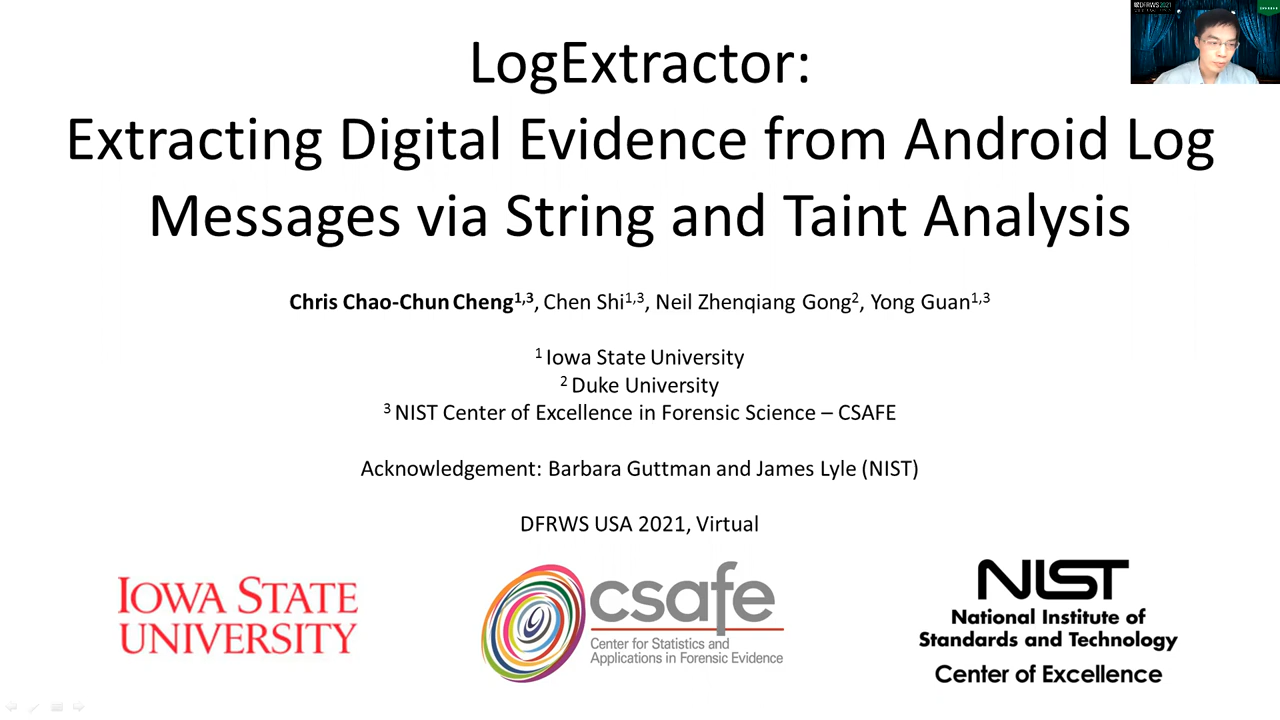 LogExtractor:
Extracting Digital Evidence from Android Log
Messages via String and Taint Analysis
Chris Chao-Chun Cheng1,3, Chen Shi1,3, Neil Zhenqiang Gong2, Yong Guan1,3
1 Iowa State University
2 Duke University
3 NIST Center of Excellence in Forensic Science – CSAFE
Acknowledgement: Barbara Guttman and James Lyle (NIST)
DFRWS USA 2021, Virtual
IOWA STATE
UNIVERSITY
csafe
Center for Statistics and
Applications in Forensic Evidence
NIST
National Institute of
Standards and Technology
Center of Excellence
DFRWS2021